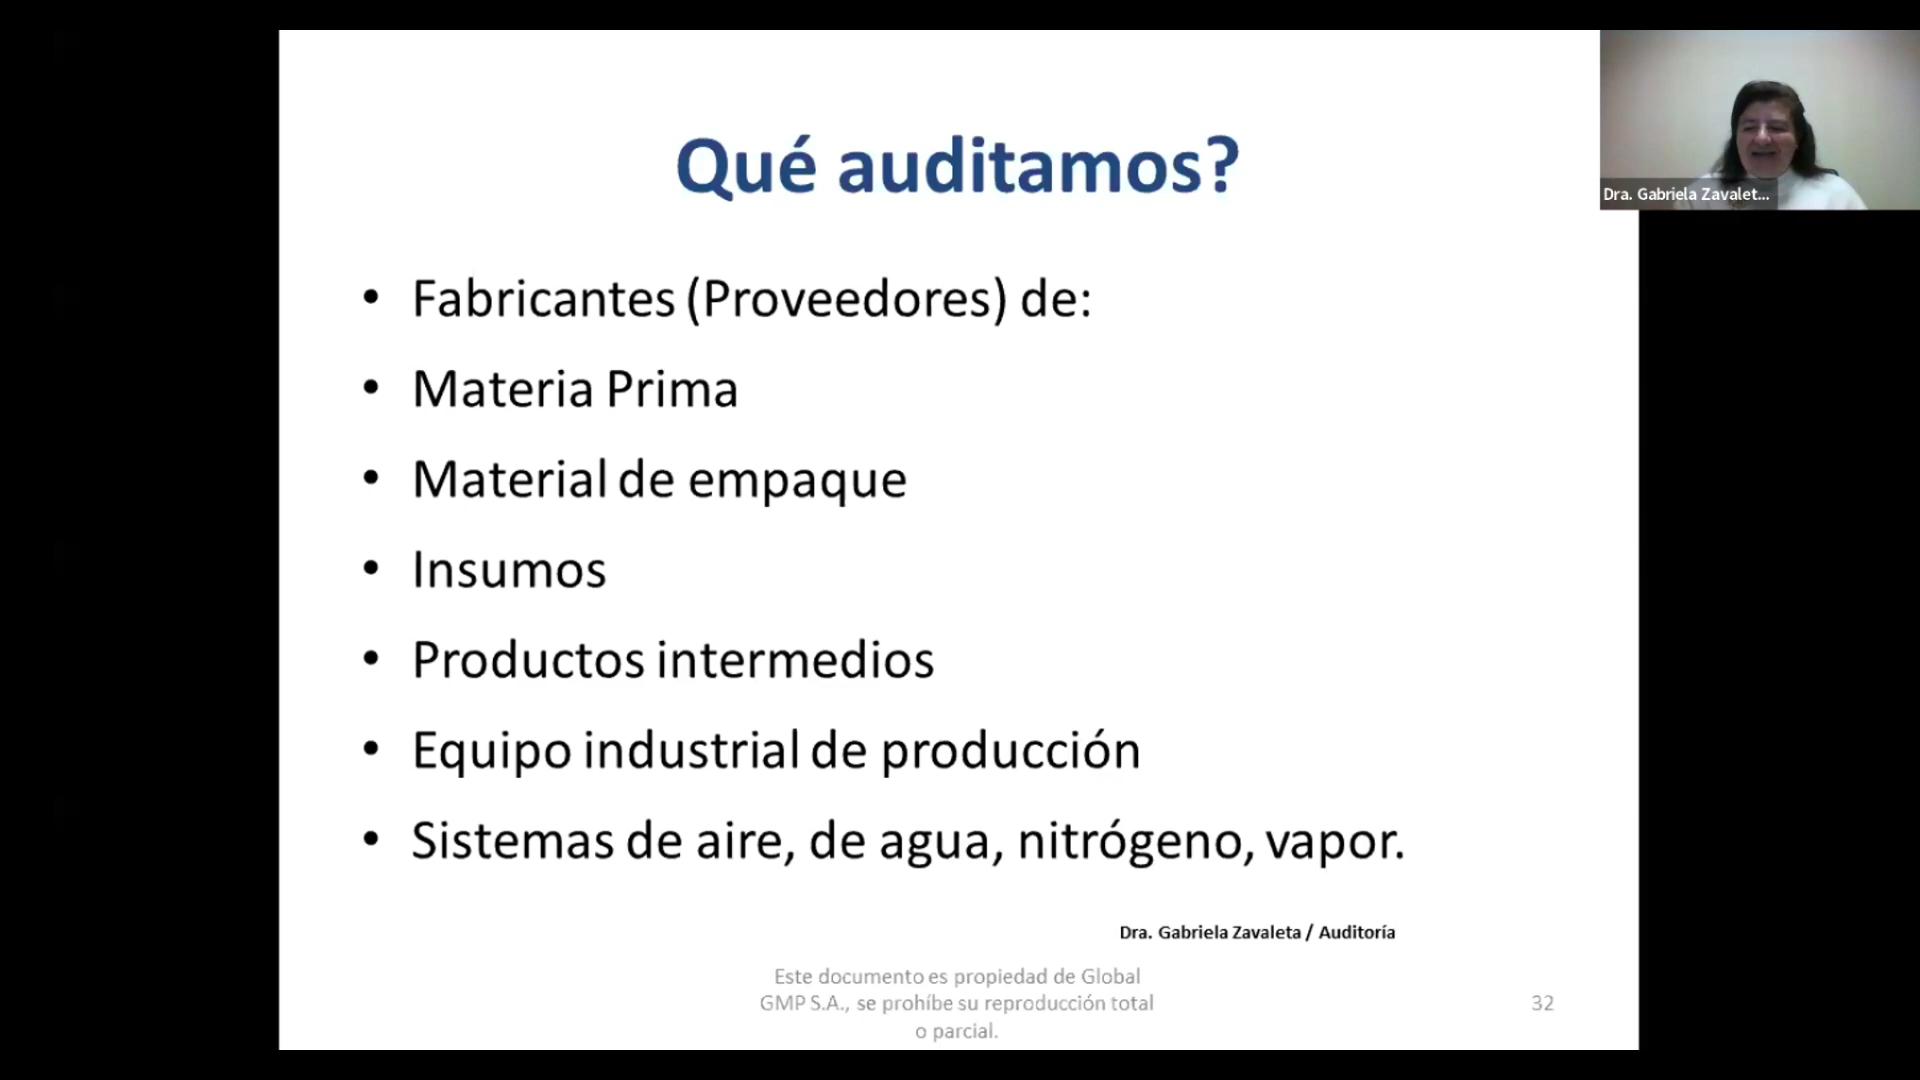 Qué auditamos?
Dra. Gabriela Zavalet...
• Fabricantes (Proveedores) de:
• Materia Prima
• Material de empaque
• Insumos
• Productos intermedios
• Equipo industrial de producción
• Sistemas de aire, de agua, nitrógeno, vapor.
Dra. Gabriela Zavaleta / Auditoría
Este documento es propiedad de Global
GMP S.A., se prohíbe su reproducción total
o parcial.
32